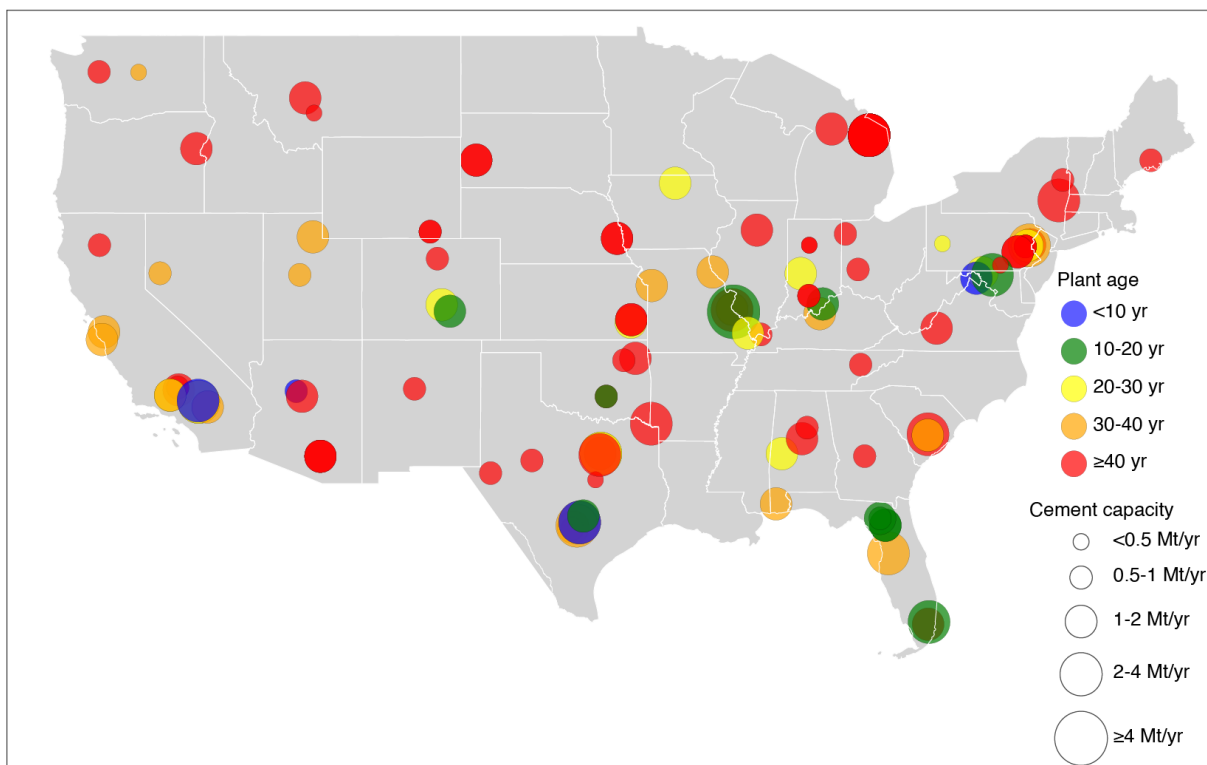 Plant age
<10 yr
10-20 yr
20-30 yr
30-40 yr
≥40 yr
Cement capacity
<0.5 Mt/yr
0.5-1 Mt/yr
1-2 Mt/yr
2-4 Mt/yr
≥4 Mt/yr